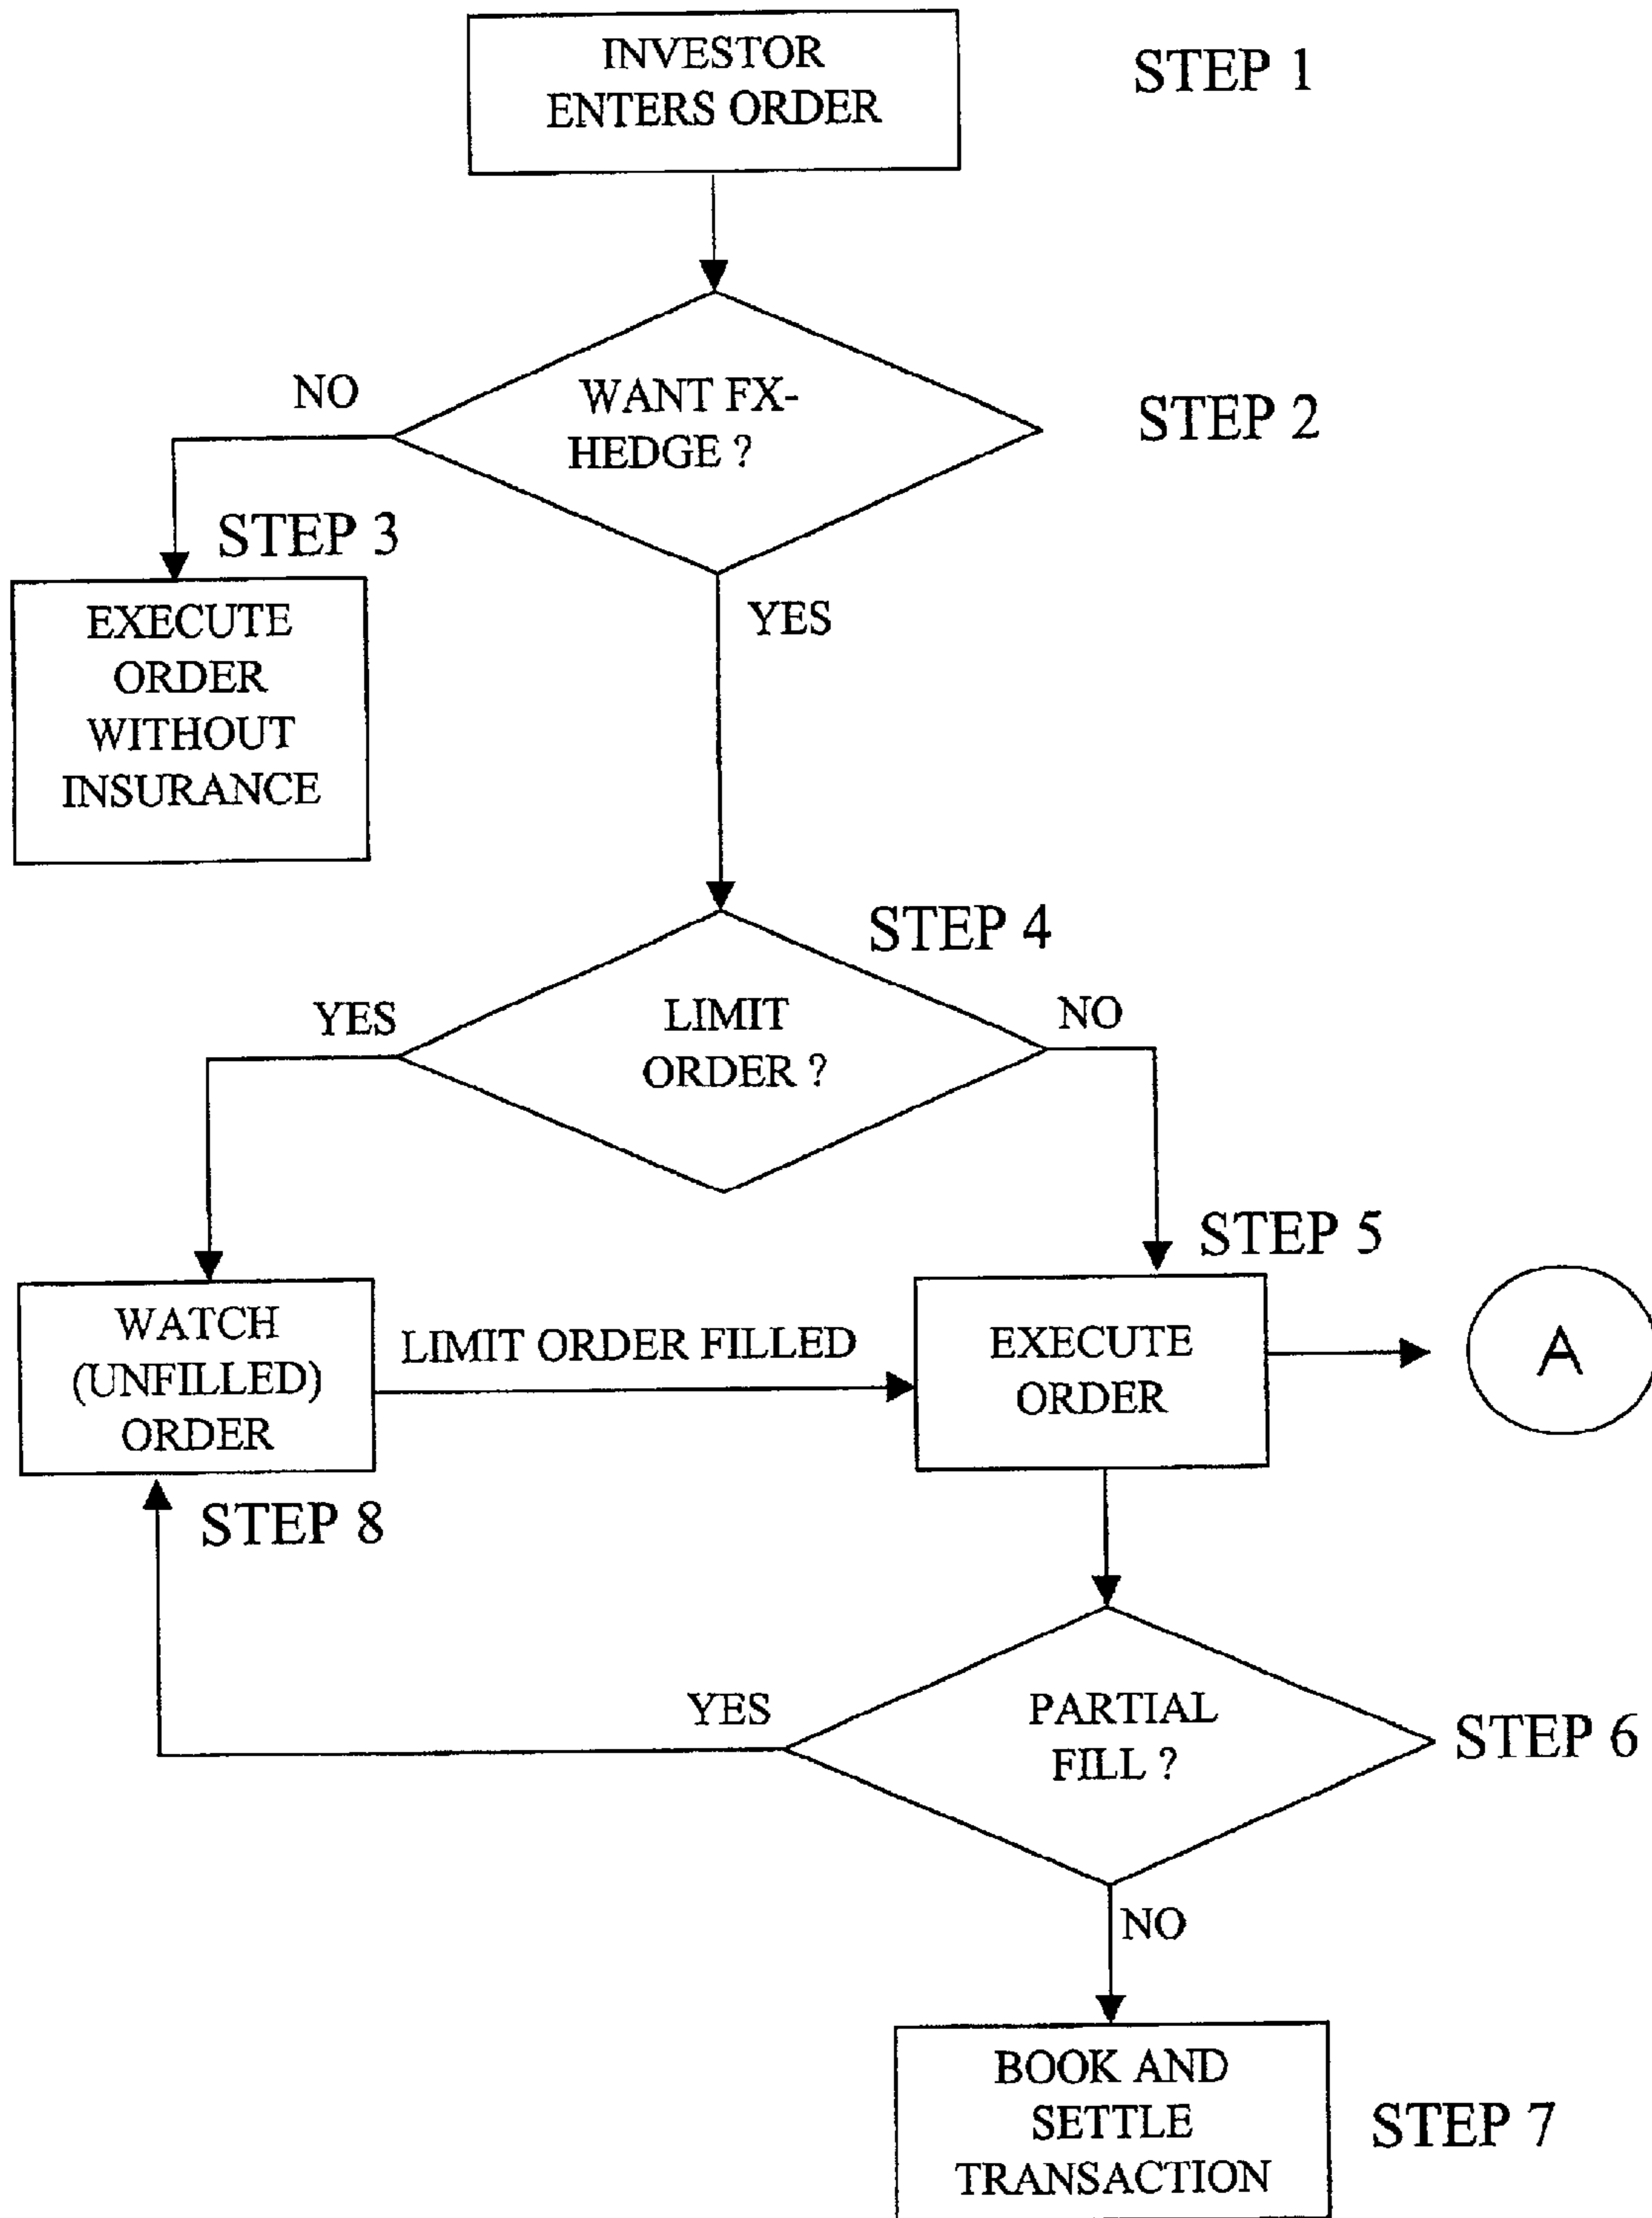 INVESTOR
ENTERS ORDER
STEP 1
NO
WANT FX-
HEDGE ?
STEP 2
STEP 3
EXECUTE
ORDER
WITHOUT
INSURANCE
YES
STEP 4
YES
LIMIT
ORDER ?
NO
STEP 5
WATCH
(UNFILLED)
ORDER
LIMIT ORDER FILLED
EXECUTE
ORDER
A
STEP 8
YES
PARTIAL
FILL ?
STEP 6
NO
BOOK AND
SETTLE
TRANSACTION
STEP 7